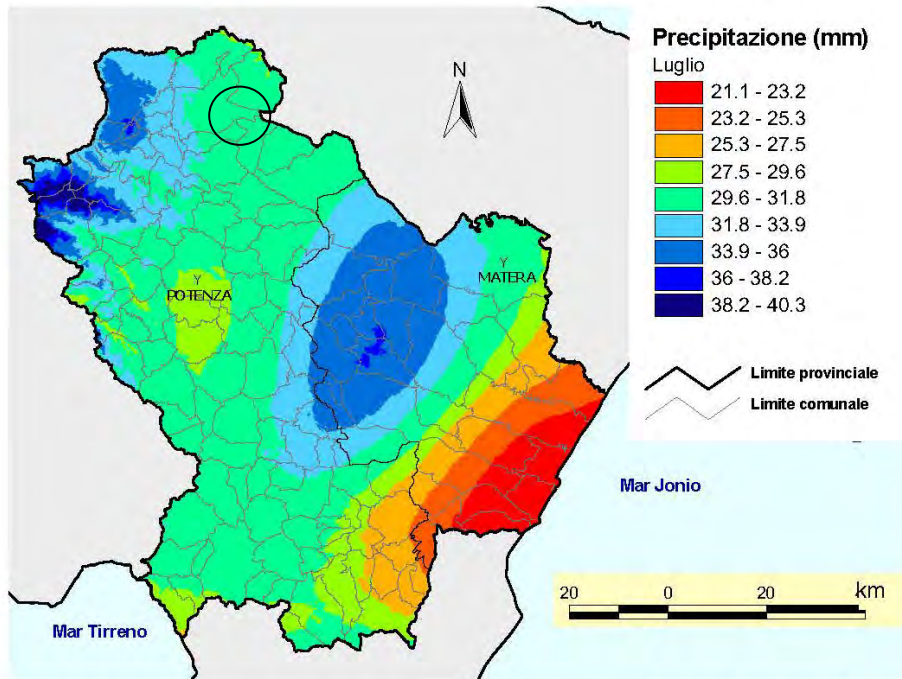 Precipitazione (mm)
Luglio
21.1 - 23.2
23.2 - 25.3
25.3 - 27.5
27.5 - 29.6
29.6 - 31.8
31.8 - 33.9
33.9 - 36
36 - 38.2
38.2 - 40.3
Limite provinciale
Limite comunale
N
POTENZA
MATERA
Mar Jonio
Mar Tirreno
20 0 20 km